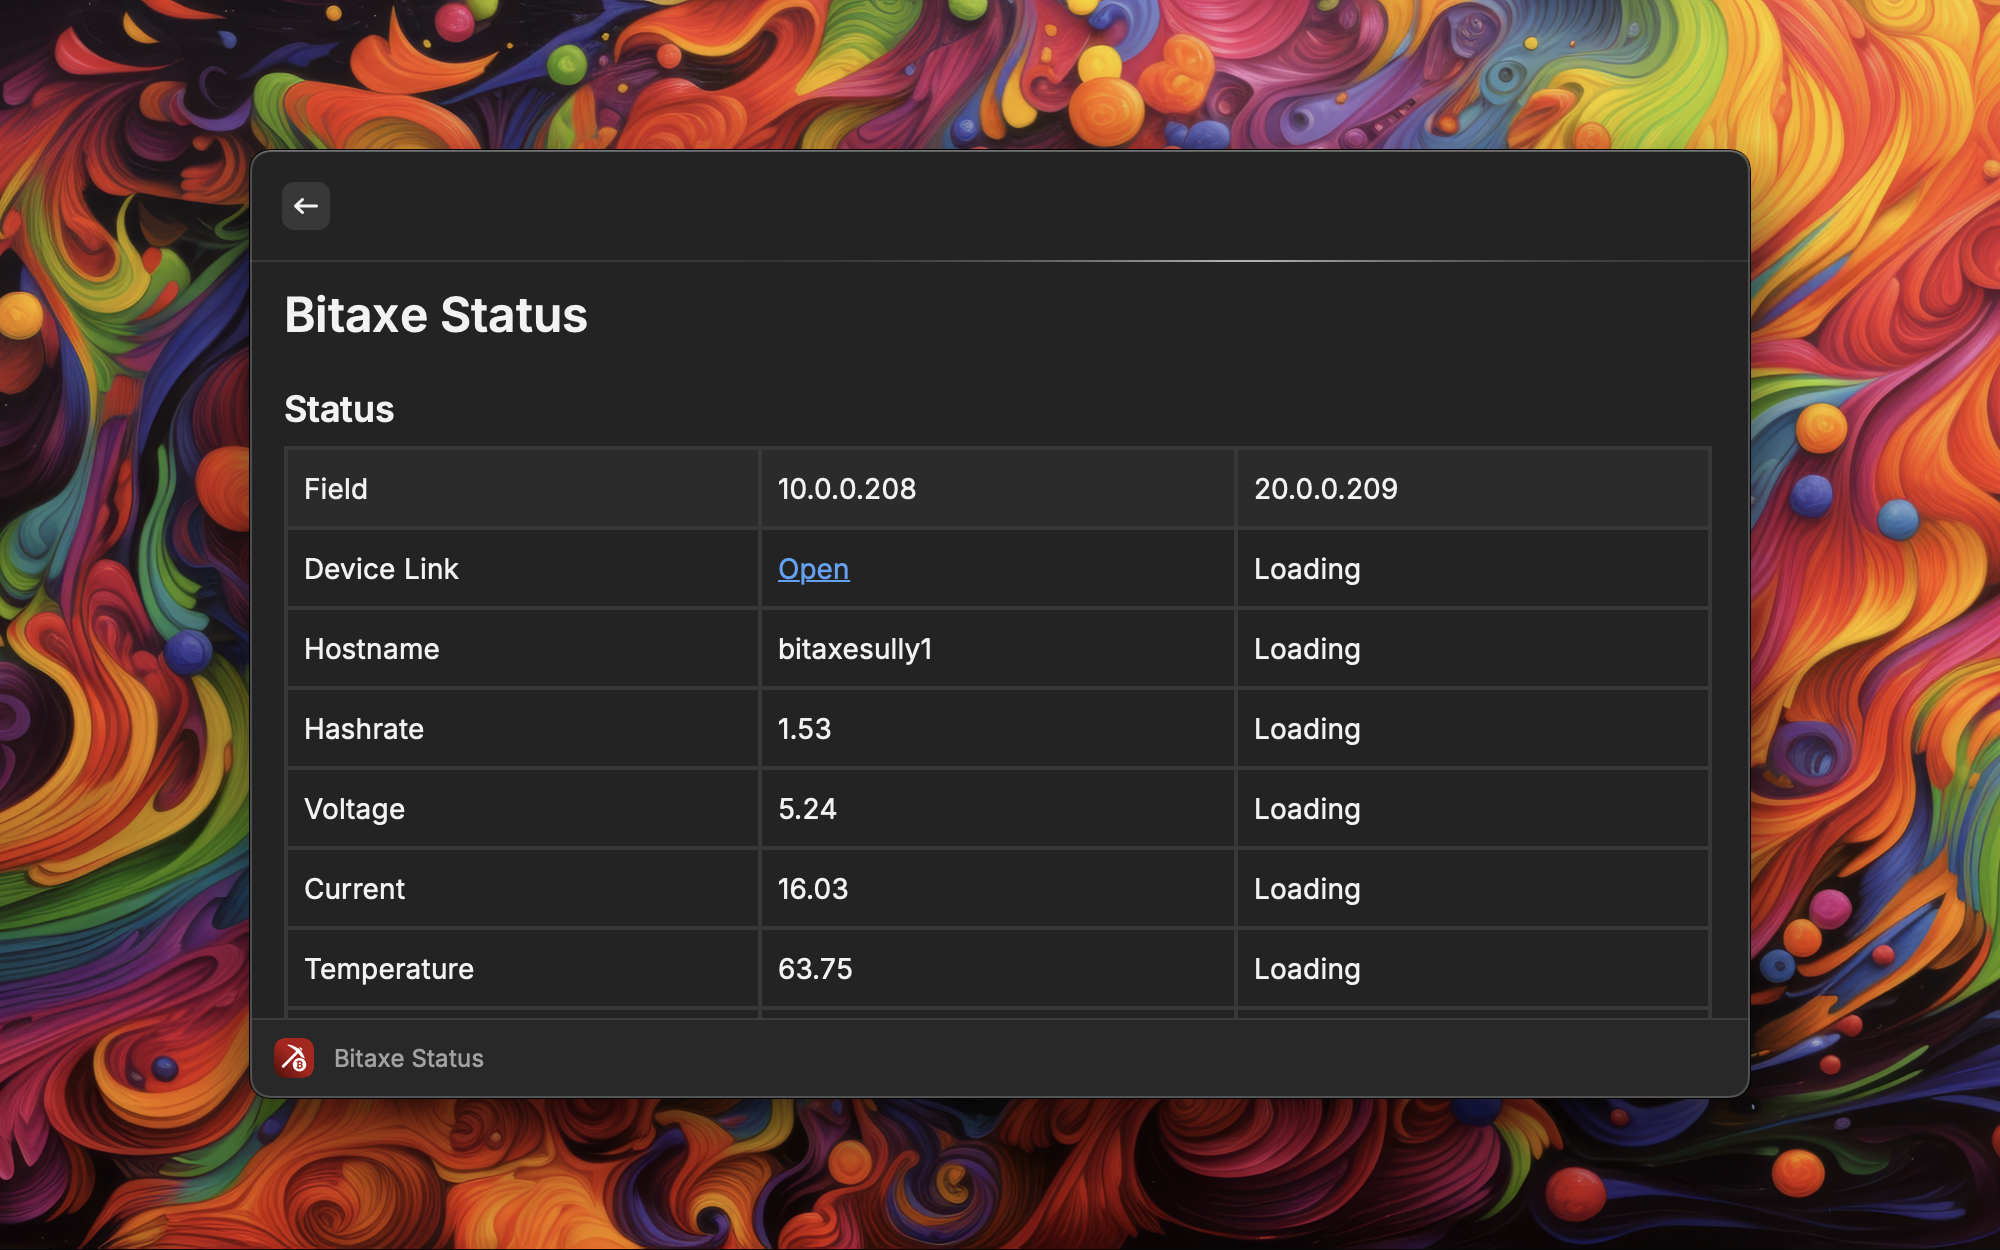 Bitaxe Status
Status
Field 10.0.0.208 20.0.0.209
Device Link Open Loading
Hostname bitaxesully1 Loading
Hashrate 1.53 Loading
Voltage 5.24 Loading
Current 16.03 Loading
Temperature 63.75 Loading
Bitaxe Status